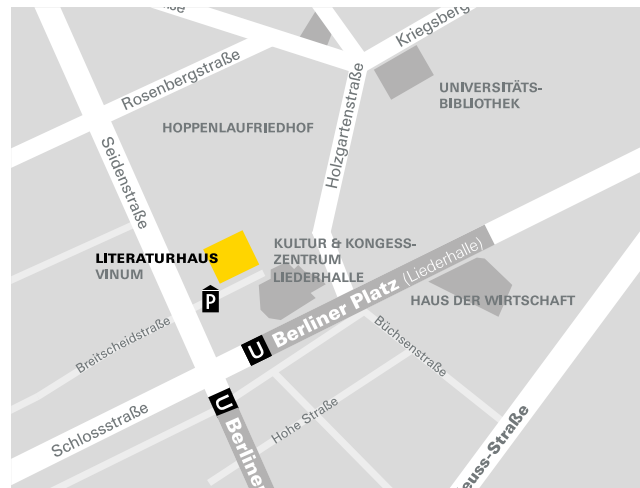 Kriegsberg
Rosenbergstraße
UNIVERSITÄTS-
BIBLIOTHEK
HOPPENLAUFRIEDHOF
Holzgartenstraße
Seidenstraße
LITERATURHAUS
VINUM
KULTUR & KONGESS-
ZENTRUM
LIEDERHALLE
P
Berliner Platz (Liederhalle)
U
HAUS DER WIRTSCHAFT
Breitscheidstraße
Büchsenstraße
Schlossstraße
Hohe Straße
U
Berliner
euss-Straße